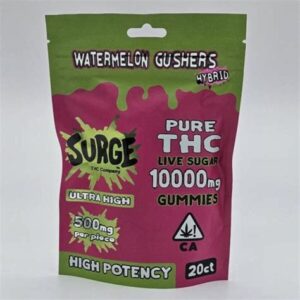 WATERMELON GUSHERS
HYBRID
SURGE
THC Company
ULTRA HIGH
500mg
per piece
PURE
THC
LIVE SUGAR
10000mg
GUMMIES
CA
HIGH POTENCY
20ct